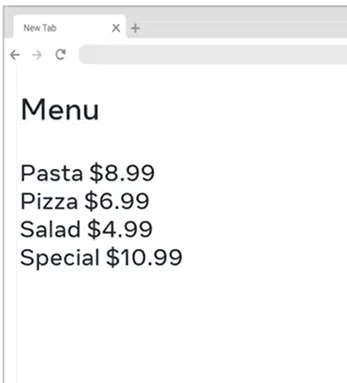 New Tab
Menu
Pasta $8.99
Pizza $6.99
Salad $4.99
Special $10.99